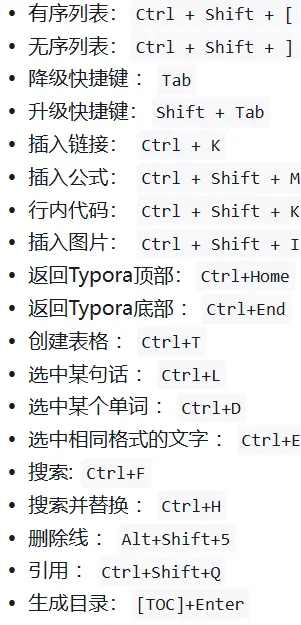 有序列表： Ctrl + Shift + [
无序列表： Ctrl + Shift + ]
降级快捷键 ： Tab
升级快捷键： Shift + Tab
插入链接： Ctrl + K
插入公式： Ctrl + Shift + M
行内代码： Ctrl + Shift + K
插入图片： Ctrl + Shift + I
返回Typora顶部： Ctrl+Home
返回Typora底部 ： Ctrl+End
创建表格 ： Ctrl+T
选中某句话 ： Ctrl+L
选中某个单词 ： Ctrl+D
选中相同格式的文字 ： Ctrl+E
搜索: Ctrl+F
搜索并替换 ： Ctrl+H
删除线 ： Alt+Shift+5
引用 ： Ctrl+Shift+Q
生成目录： [TOC]+Enter